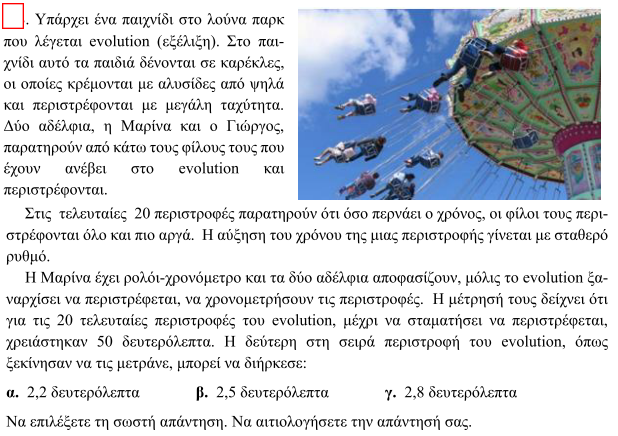 . Υπάρχει ένα παιχνίδι στο λούνα παρκ
που λέγεται evolution (εξέλιξη). Στο παι-
χνίδι αυτό τα παιδιά δένονται σε καρέκλες,
οι οποίες κρέμονται με αλυσίδες από ψηλά
και περιστρέφονται με μεγάλη ταχύτητα.
Δύο αδέλφια, η Μαρίνα και ο Γιώργος,
παρατηρούν από κάτω τους φίλους τους που
έχουν ανέβει στο evolution και
περιστρέφονται.
Στις τελευταίες 20 περιστροφές παρατηρούν ότι όσο περνάει ο χρόνος, οι φίλοι τους περι-
στρέφονται όλο και πιο αργά. Η αύξηση του χρόνου της μιας περιστροφής γίνεται με σταθερό
ρυθμό.
Η Μαρίνα έχει ρολόι-χρονόμετρο και τα δύο αδέλφια αποφασίζουν, μόλις το evolution ξα-
ναρχίσει να περιστρέφεται, να χρονομετρήσουν τις περιστροφές. Η μέτρησή τους δείχνει ότι
για τις 20 τελευταίες περιστροφές του evolution, μέχρι να σταματήσει να περιστρέφεται,
χρειάστηκαν 50 δευτερόλεπτα. Η δεύτερη στη σειρά περιστροφή του evolution, όπως
ξεκίνησαν να τις μετράνε, μπορεί να διήρκεσε:
α. 2,2 δευτερόλεπτα β. 2,5 δευτερόλεπτα γ. 2,8 δευτερόλεπτα
Να επιλέξετε τη σωστή απάντηση. Να αιτιολογήσετε την απάντησή σας.